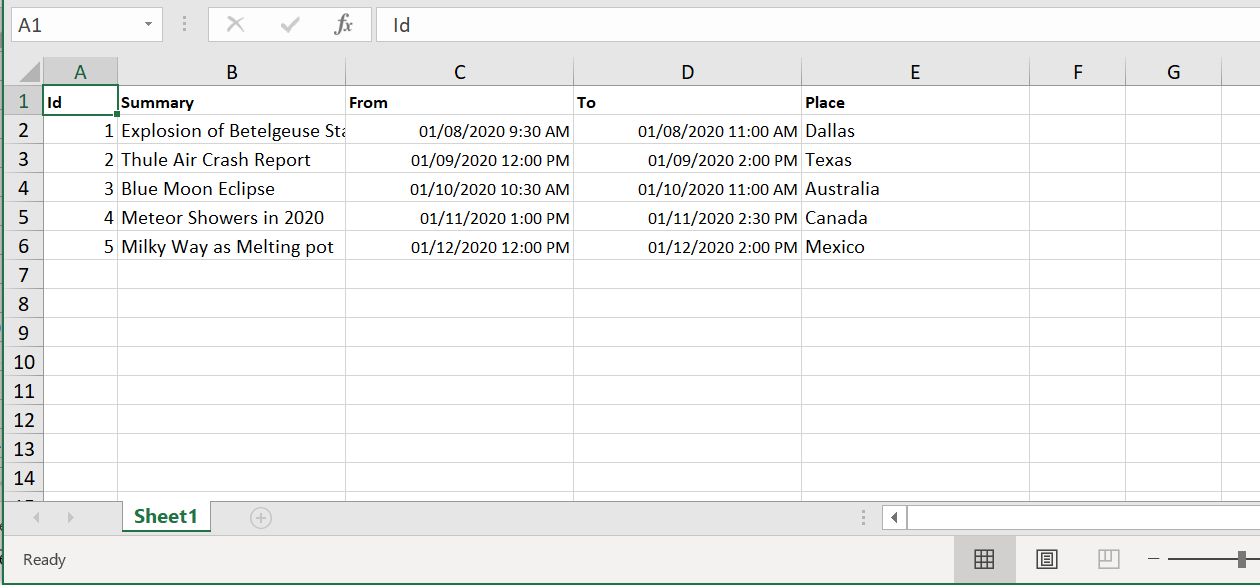 A1 fx Id
A B C D E F G
1 Id Summary From To Place
2 1 Explosion of Betelgeuse 01/08/2020 9:30 AM 01/08/2020 11:00 AM Dallas
3 2 Thule Air Crash Report 01/09/2020 12:00 PM 01/09/2020 2:00 PM Texas
4 3 Blue Moon Eclipse 01/10/2020 10:30 AM 01/10/2020 11:00 AM Australia
5 4 Meteor Showers in 2020 01/11/2020 1:00 PM 01/11/2020 2:30 PM Canada
6 5 Milky Way as Melting pot 01/12/2020 12:00 PM 01/12/2020 2:00 PM Mexico
7
8
9
10
11
12
13
14
Sheet1
Ready